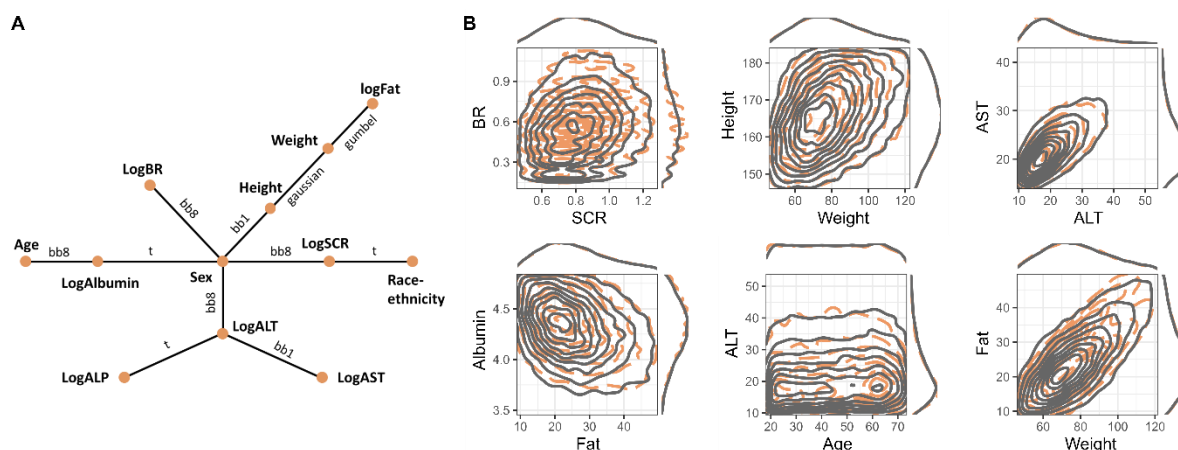 A
logFat
Weight
gumbel
LogBR
Height
gaussian
bb8
bb1
Age
bb8
LogAlbumin
t
Sex
bb8
LogSCR
t
Race-
ethnicity
bb8
LogALT
t
bb1
LogALP
LogAST
B
BR
0.9
0.6
0.3
0.6
0.8
1.0
1.2
SCR
Height
180
170
160
150
60
80
100
120
Weight
AST
40
30
20
10
20
30
40
50
ALT
Albumin
4.5
4.0
3.5
10
20
30
40
Fat
ALT
50
40
30
20
10
20
30
40
50
60
70
Age
Fat
40
30
20
10
60
80
100
120
Weight